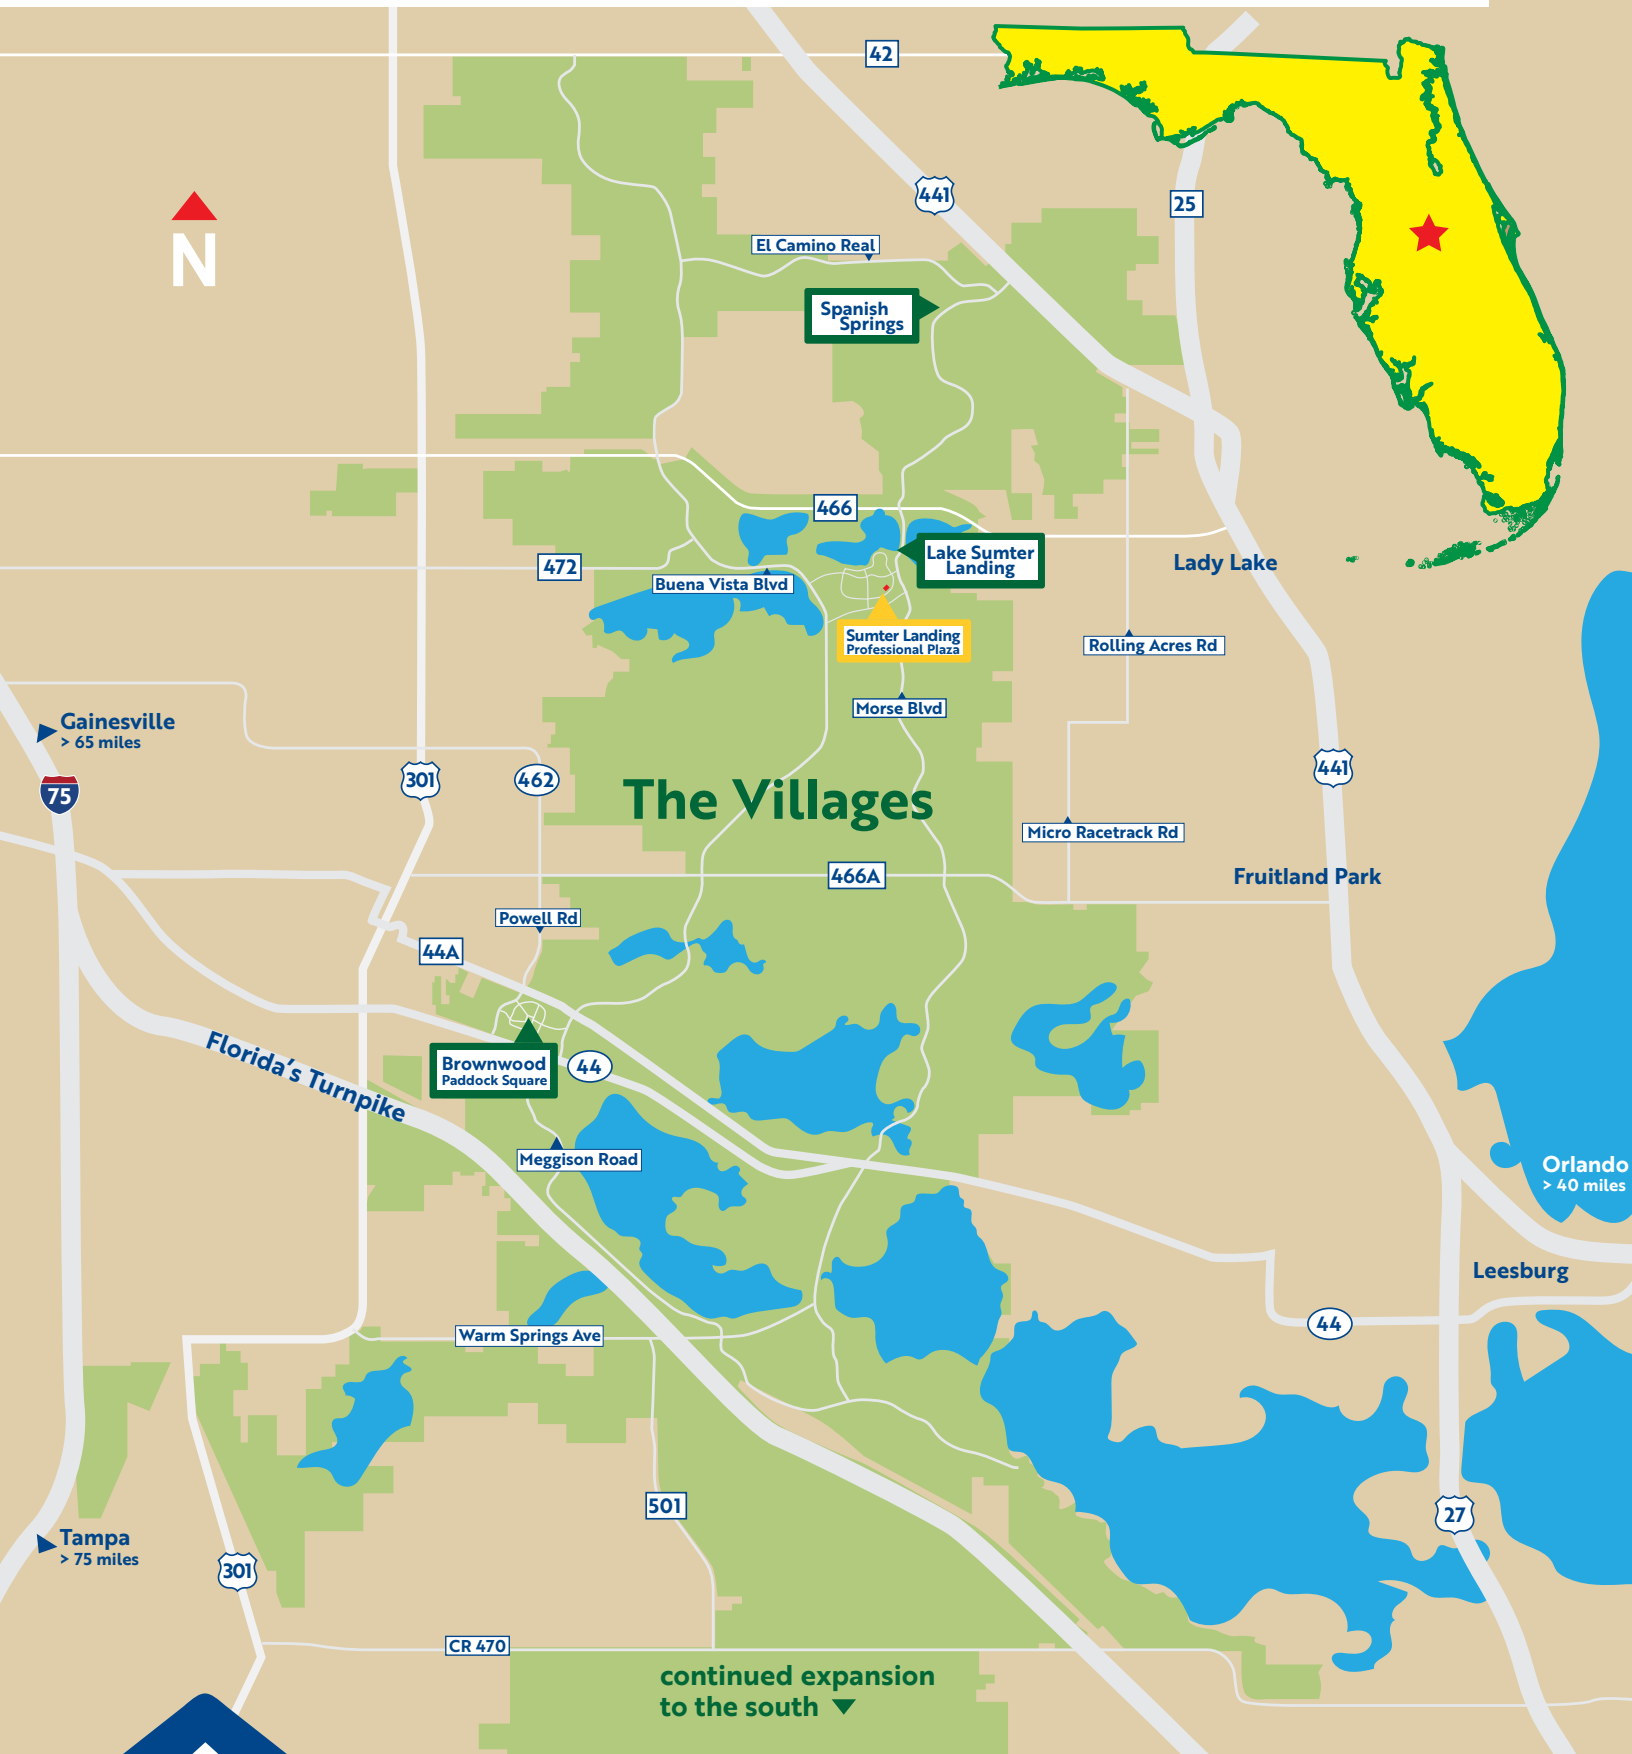 42
441
25
N
El Camino Real
Spanish
Springs
466
Lake Sumter
Landing
472
Lady Lake
Buena Vista Blvd
Sumter Landing
Professional Plaza
Rolling Acres Rd
Morse Blvd
Gainesville
> 65 miles
75
301
462
The Villages
441
Micro Racetrack Rd
466A
Fruitland Park
Powell Rd
44A
Florida's Turnpike
Brownwood
Paddock Square
44
Meggison Road
Orlando
> 40 miles
Leesburg
44
Warm Springs Ave
501
27
Tampa
> 75 miles
301
CR 470
continued expansion
to the south